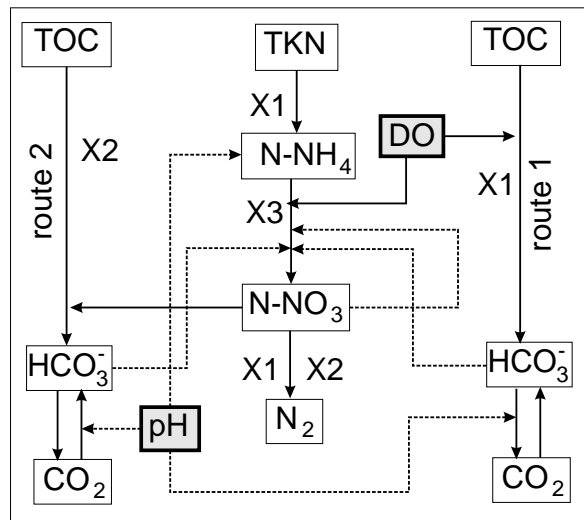 TOC
TKN
TOC
X1
DO
X2
N-NH4
X1
route 2
route 1
X3
N-NO3
HCO3-
HCO3-
X1
X2
pH
N2
CO2
CO2